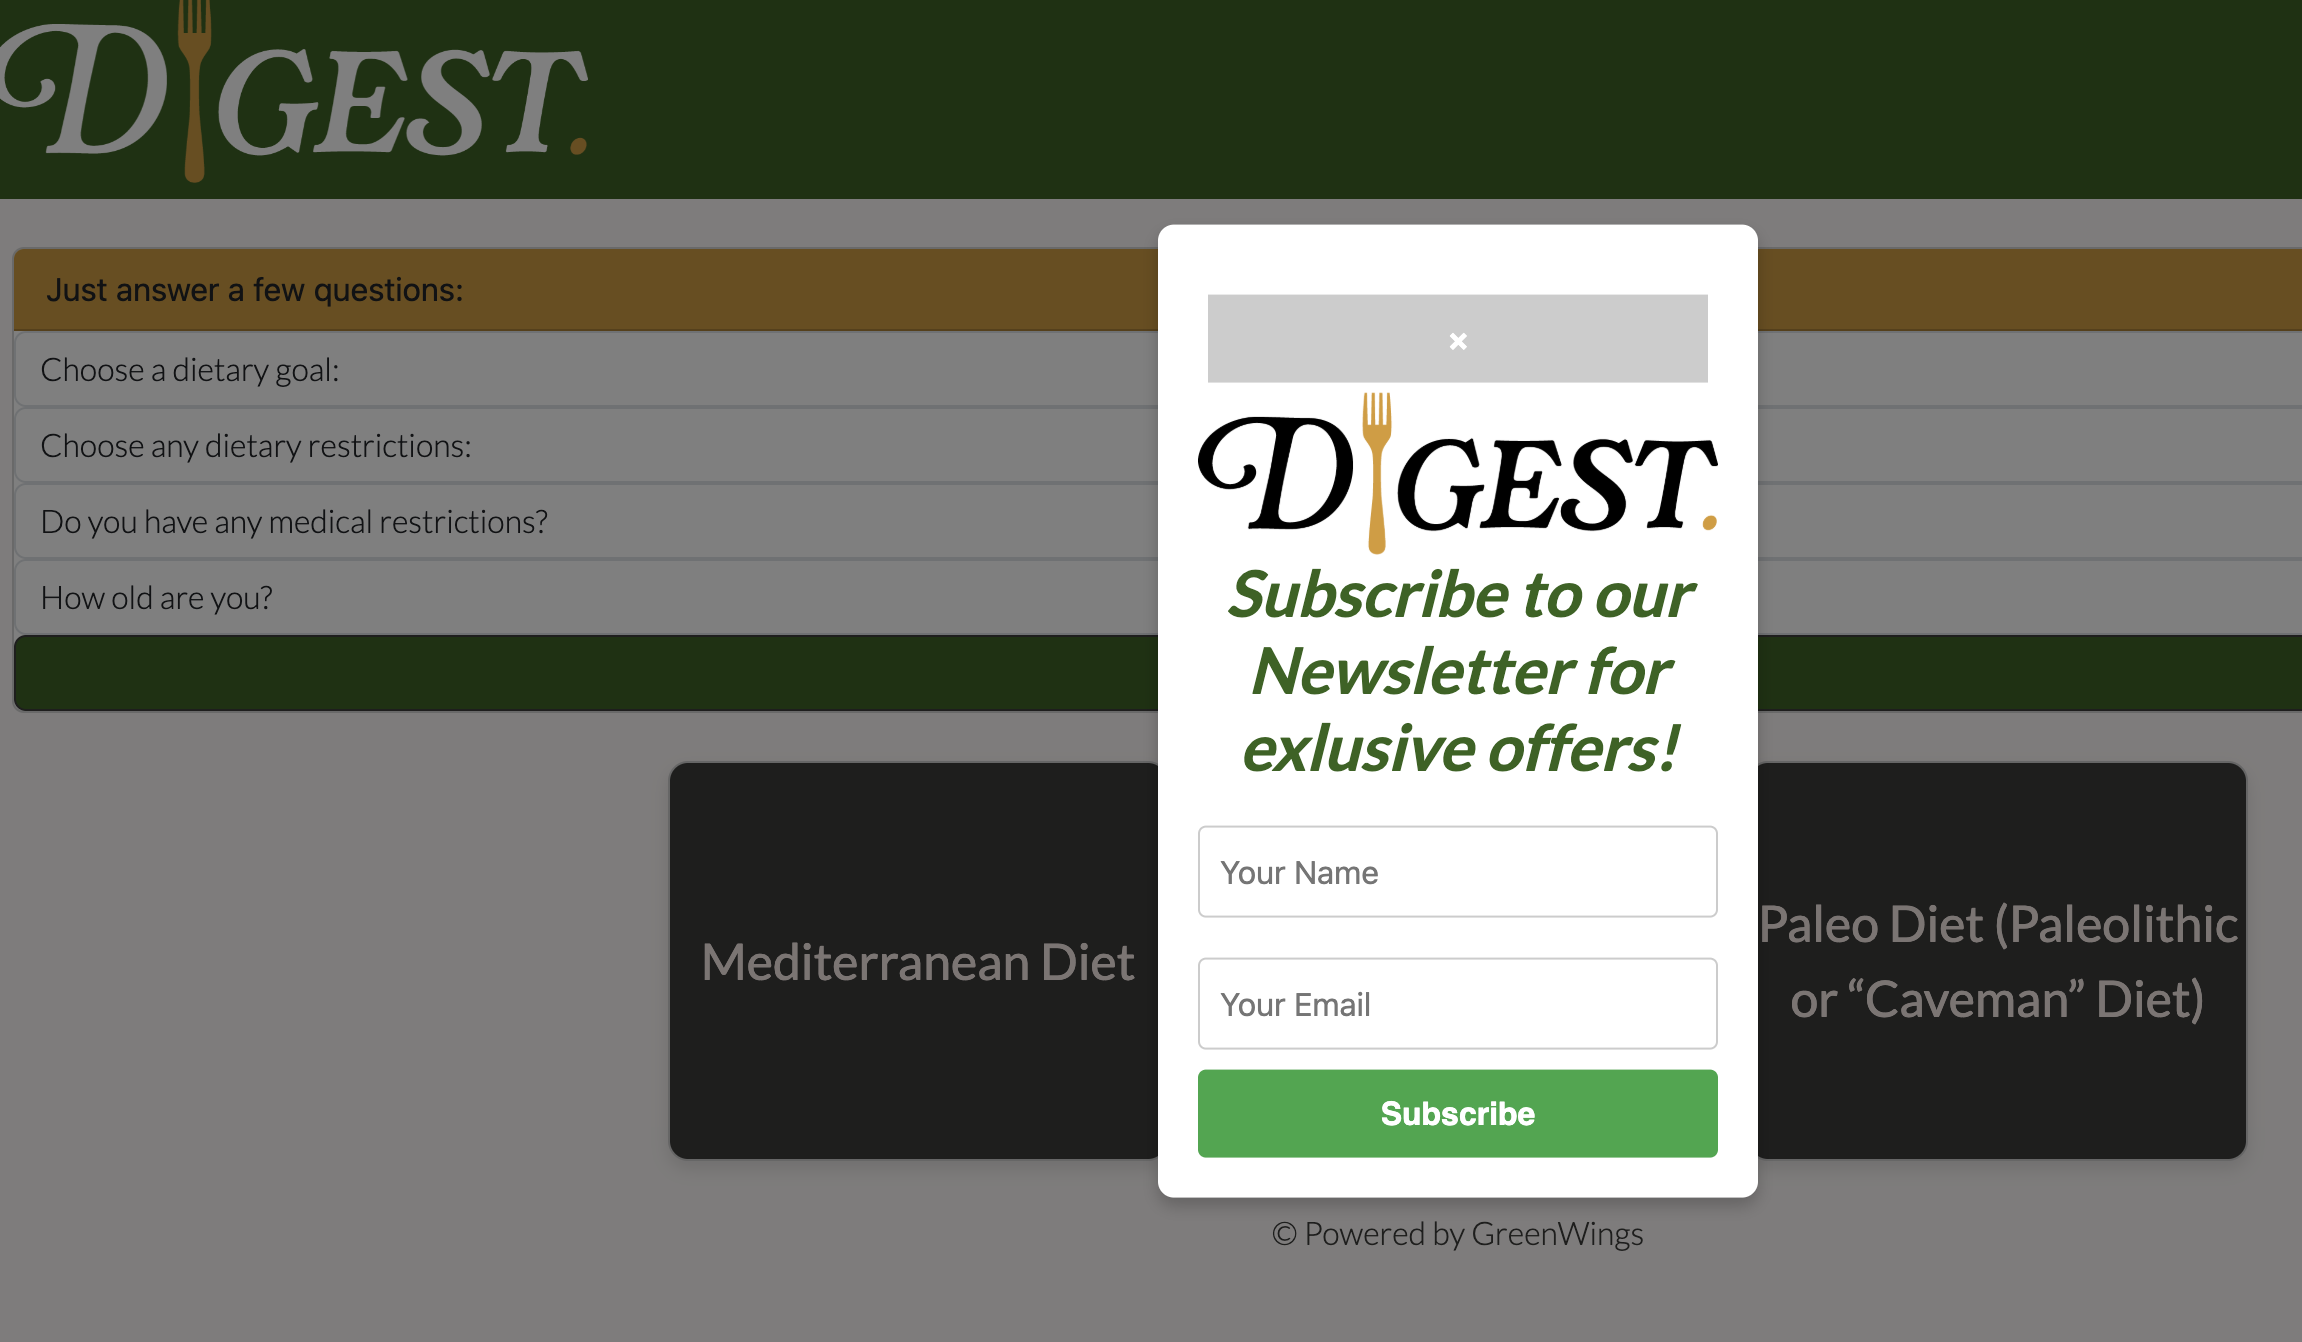 DIGEST.
Just answer a few questions:
Choose a dietary goal:
Choose any dietary restrictions:
Do you have any medical restrictions?
How old are you?
×
DIGEST.
Subscribe to our
Newsletter for
exlusive offers!
Your Name
Your Email
Subscribe
Mediterranean Diet
Paleo Diet (Paleolithic
or “Caveman” Diet)
© Powered by GreenWings